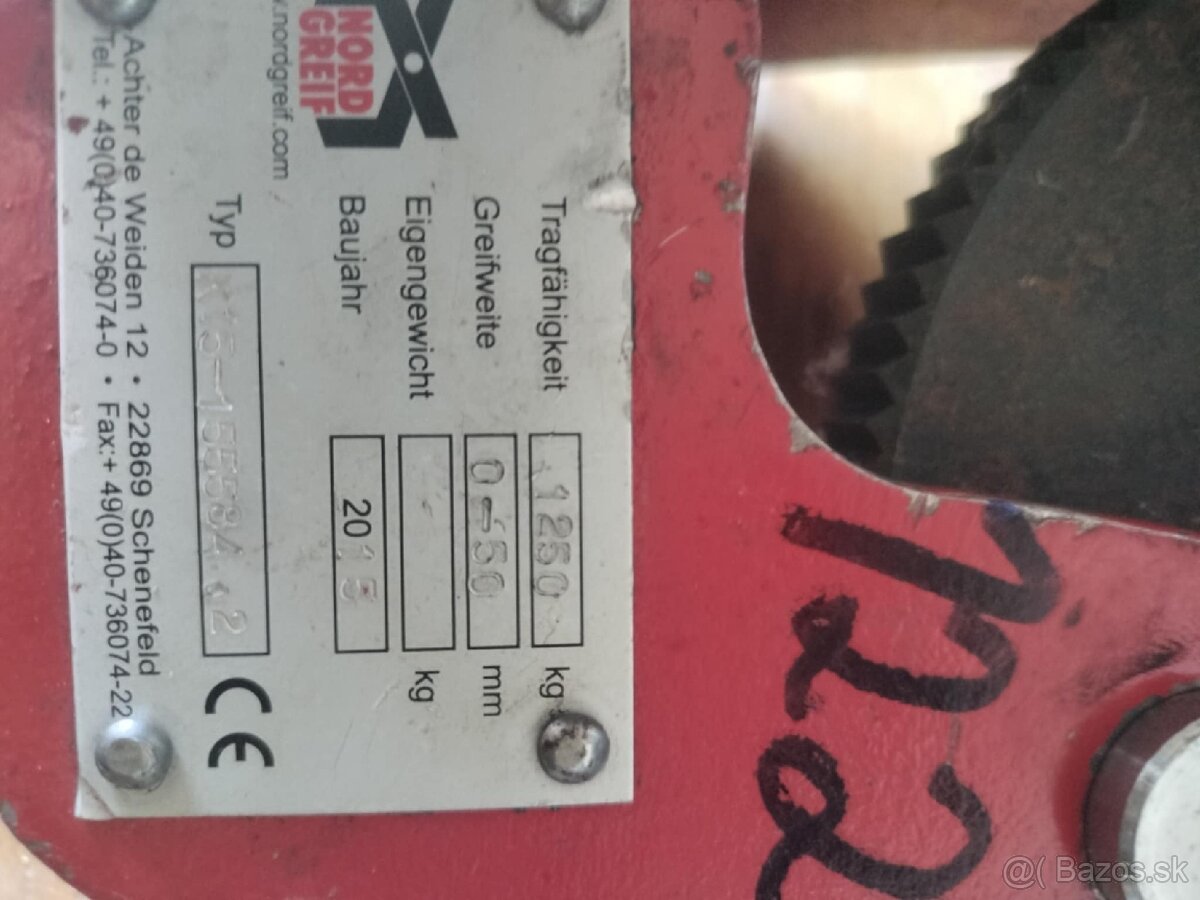 NORD
GREIF
.nordgreif.com
Tragfähigkeit 1250 kg
Greifweite 0-50 mm
Eigengewicht kg
Baujahr 2015
Typ
CE
Achter de Weiden 12 • 22869 Schenefeld
Tel.: + 49(0)40-736074-0 • Fax:+ 49(0)40-736074-22
@( Bazos.sk